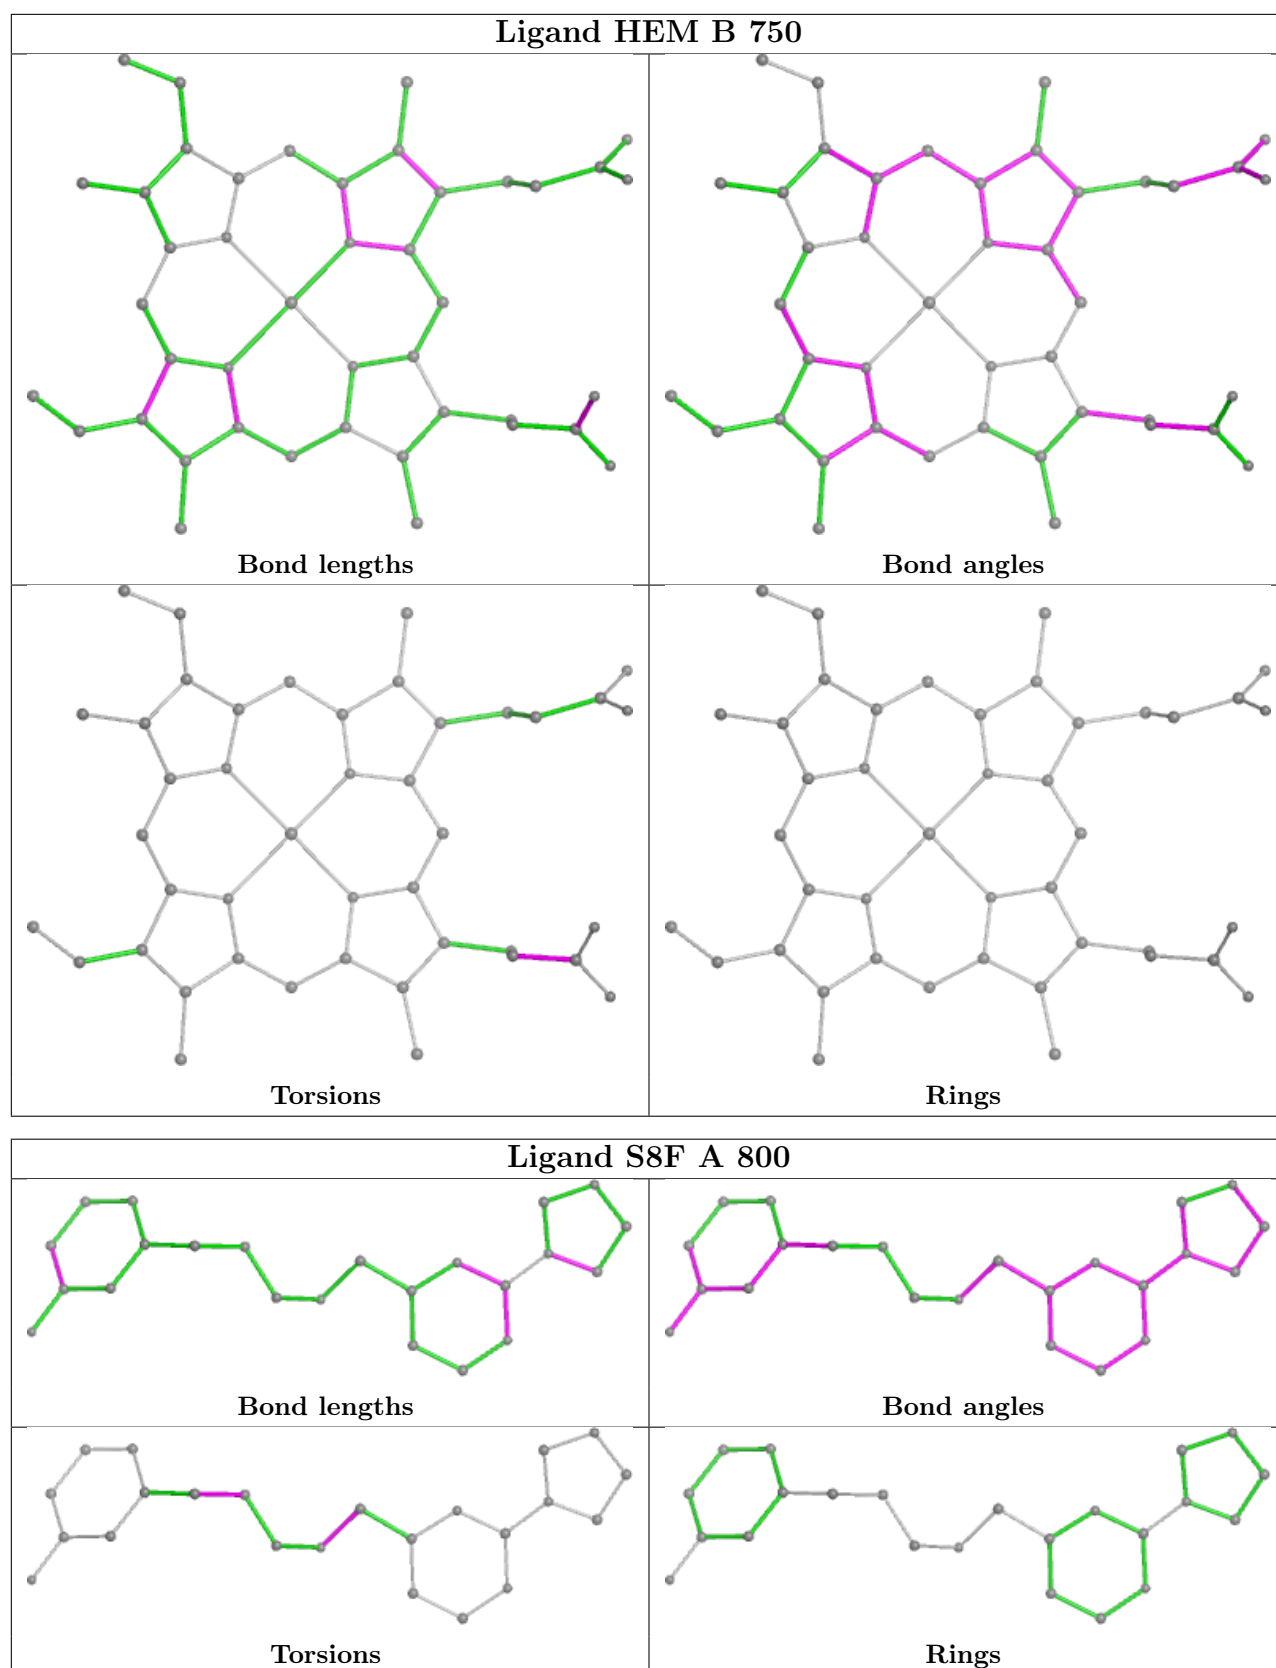 Ligand HEM B 750
Bond lengths
Bond angles
Torsions
Rings
Ligand S8F A 800
Bond lengths
Bond angles
Torsions
Rings